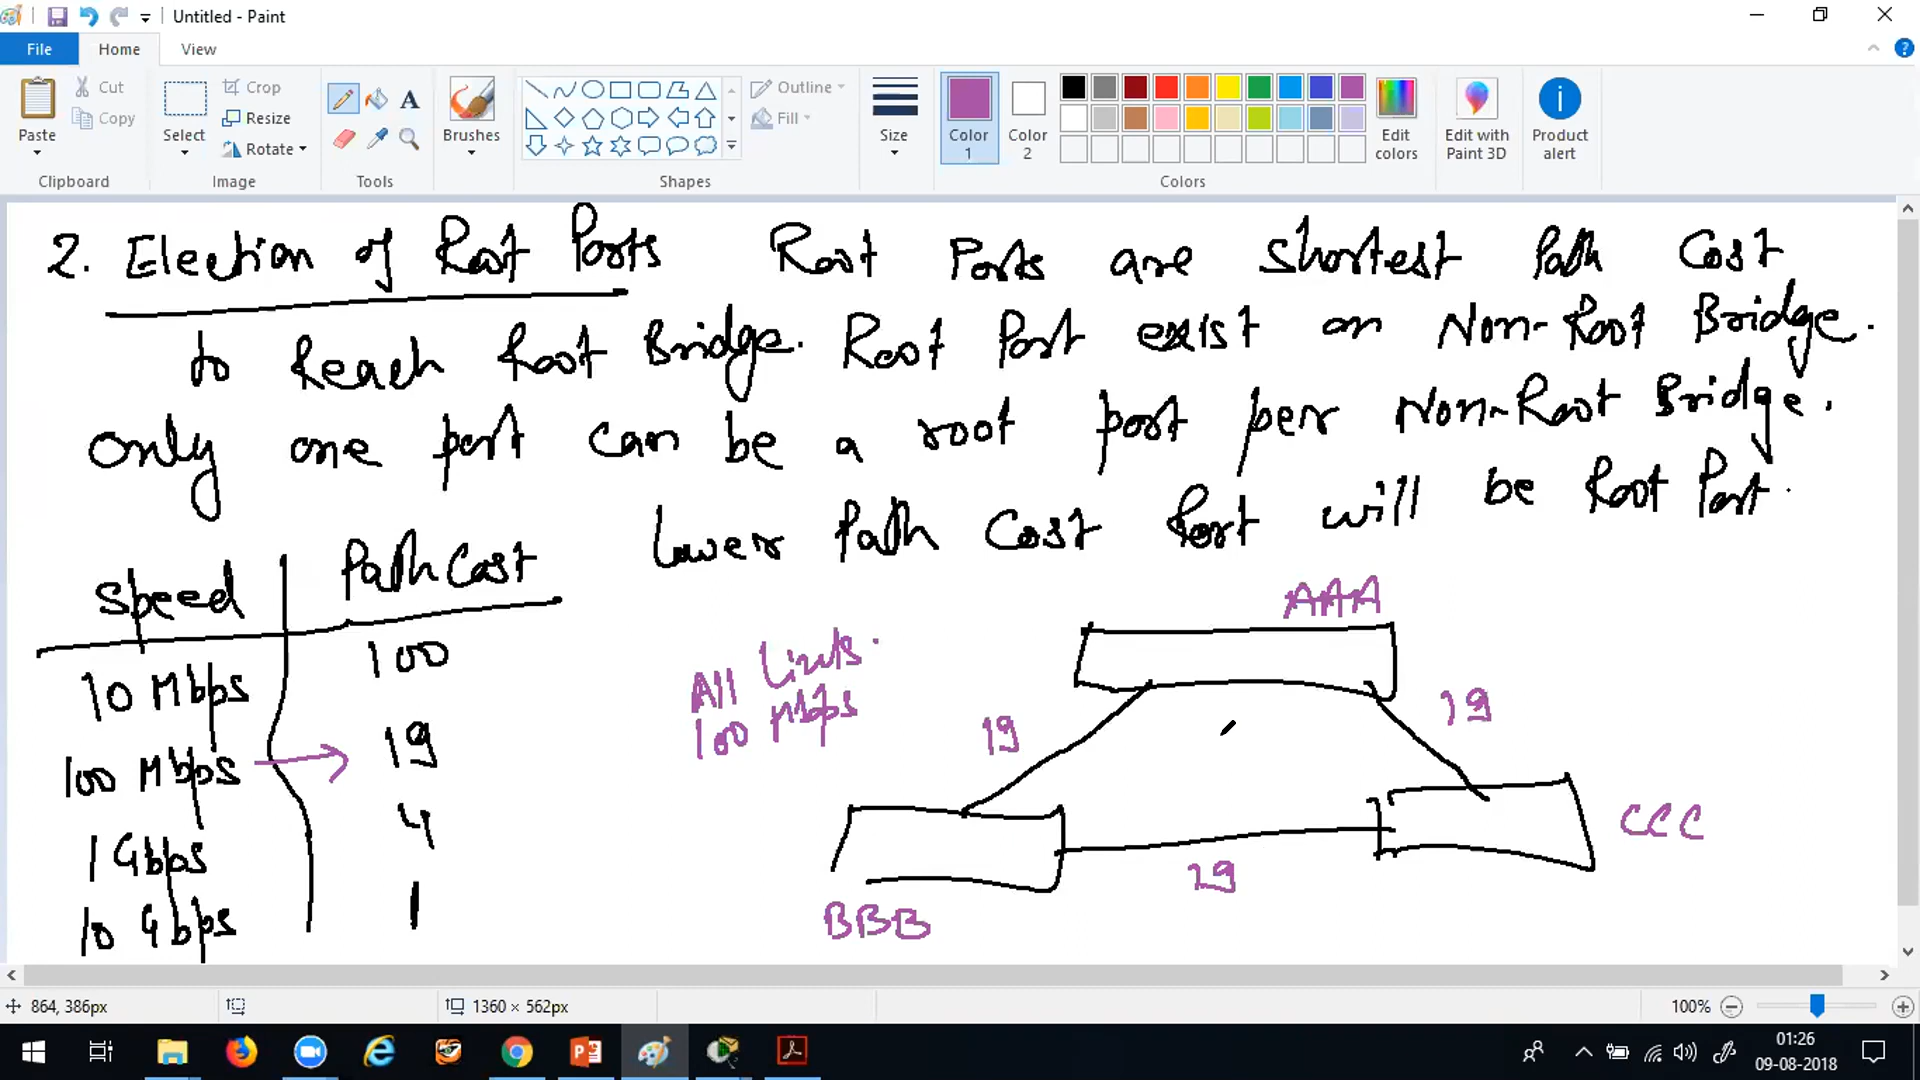 Untitled - Paint
File Home View
Paste
Cut
Copy
Clipboard
Select
Crop
Resize
Rotate
Image
A
Tools
Brushes
Shapes
Outline
Fill
Size
Color 1
Color 2
Edit colors
Colors
Edit with Paint 3D
Product alert
2. Election of Root Ports Root Ports are shortest Path Cost
to Reach Root Bridge. Root Port exist on Non-Root Bridge.
only one port can be a root port per Non-Root Bridge.
Lower Path Cost Port will be Root Port.
Speed Path Cost
10 Mbps 100
100 Mbps 19
1 Gbps 4
10 Gbps 1
All Links.
100 Mbps
AAA
19
19
CCC
19
BBB
864, 386px
1360 × 562px
100%
01:26
09-08-2018